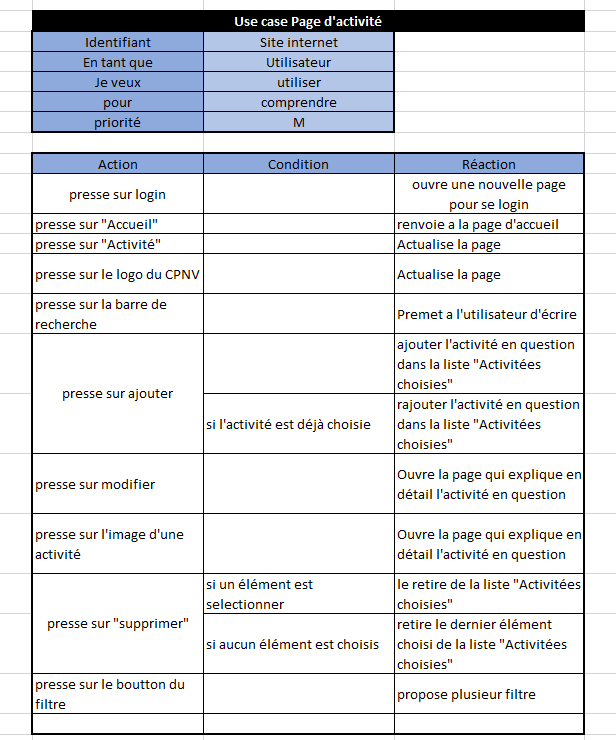 Use case Page d'activité
Identifiant Site internet
En tant que Utilisateur
Je veux utiliser
pour comprendre
priorité M
Action Condition Réaction
presse sur login
ouvre une nouvelle page
pour se login
presse sur "Accueil" renvoie a la page d'accueil
presse sur "Activité" Actualise la page
presse sur le logo du CPNV Actualise la page
presse sur la barre de
recherche
Premet a l'utilisateur d'écrire
presse sur ajouter
ajouter l'activité en question
dans la liste "Activitées
choisies"
si l'activité est déjà choisie
rajouter l'activité en question
dans la liste "Activitées
choisies"
presse sur modifier
Ouvre la page qui explique en
détail l'activité en question
presse sur l'image d'une
activité
Ouvre la page qui explique en
détail l'activité en question
presse sur "supprimer"
si un élément est
selectionner
le retire de la liste "Activitées
choisies"
si aucun élément est choisis
retire le dernier élément
choisi de la liste "Activitées
choisies"
presse sur le boutton du
filtre
propose plusieur filtre